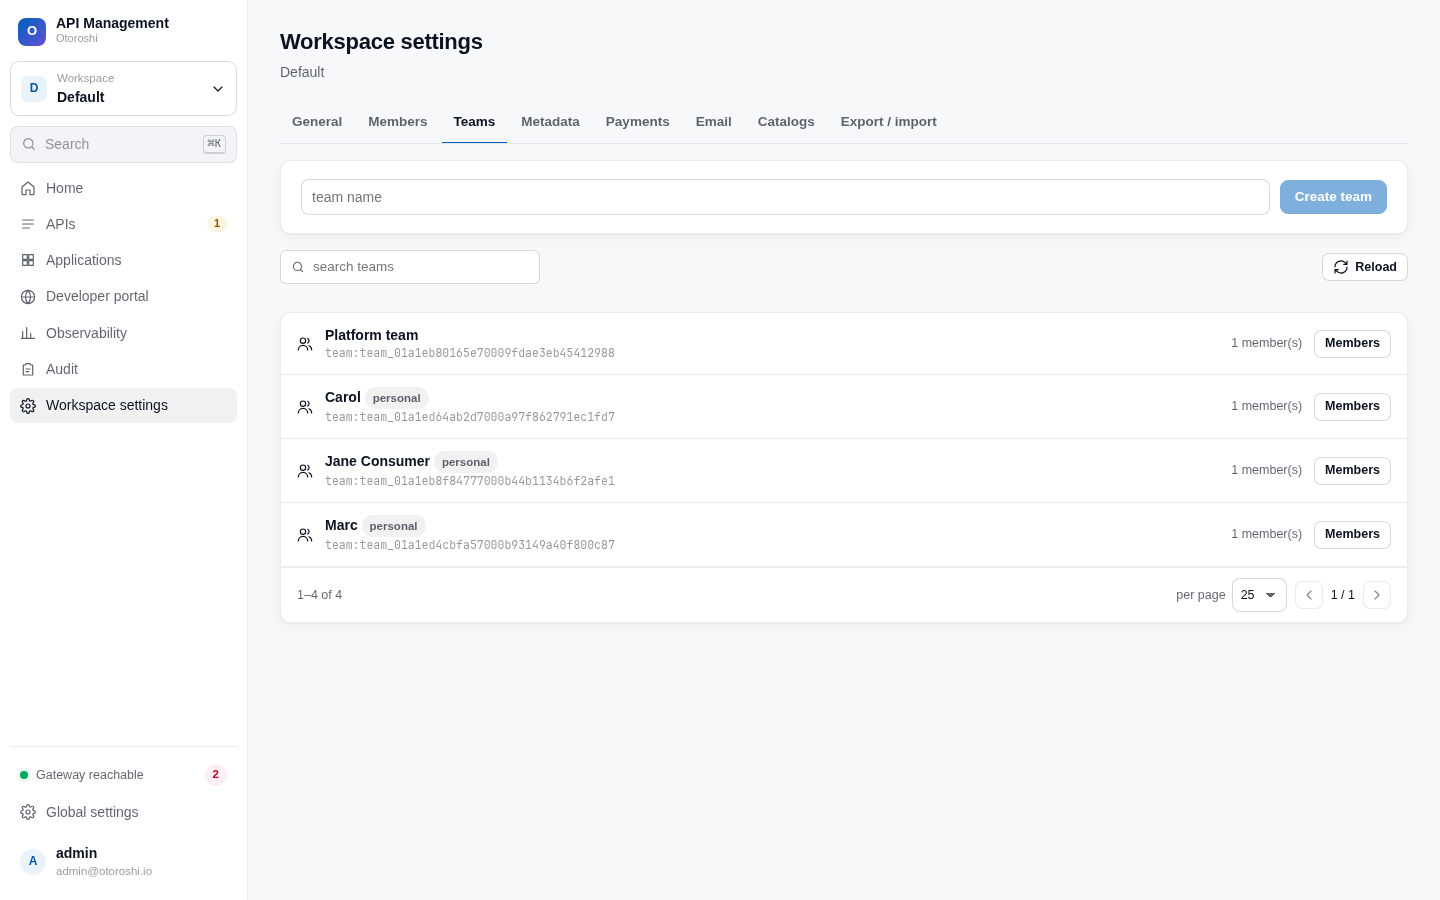 O
API Management
Otoroshi
D
Workspace
Default
Search
⌘K
Home
APIs
1
Applications
Developer portal
Observability
Audit
Workspace settings
Gateway reachable
2
Global settings
A
admin
admin@otoroshi.io
Workspace settings
Default
General
Members
Teams
Metadata
Payments
Email
Catalogs
Export / import
team name
Create team
search teams
Reload
Platform team
team:team_01a1eb80165e70009fdae3eb45412988
1 member(s)
Members
Carol personal
team:team_01a1ed64ab2d7000a97f862791ec1fd7
1 member(s)
Members
Jane Consumer personal
team:team_01a1eb8f84777000b44b1134b6f2afe1
1 member(s)
Members
Marc personal
team:team_01a1ed4cbfa57000b93149a40f800c87
1 member(s)
Members
1–4 of 4
per page
25
1 / 1